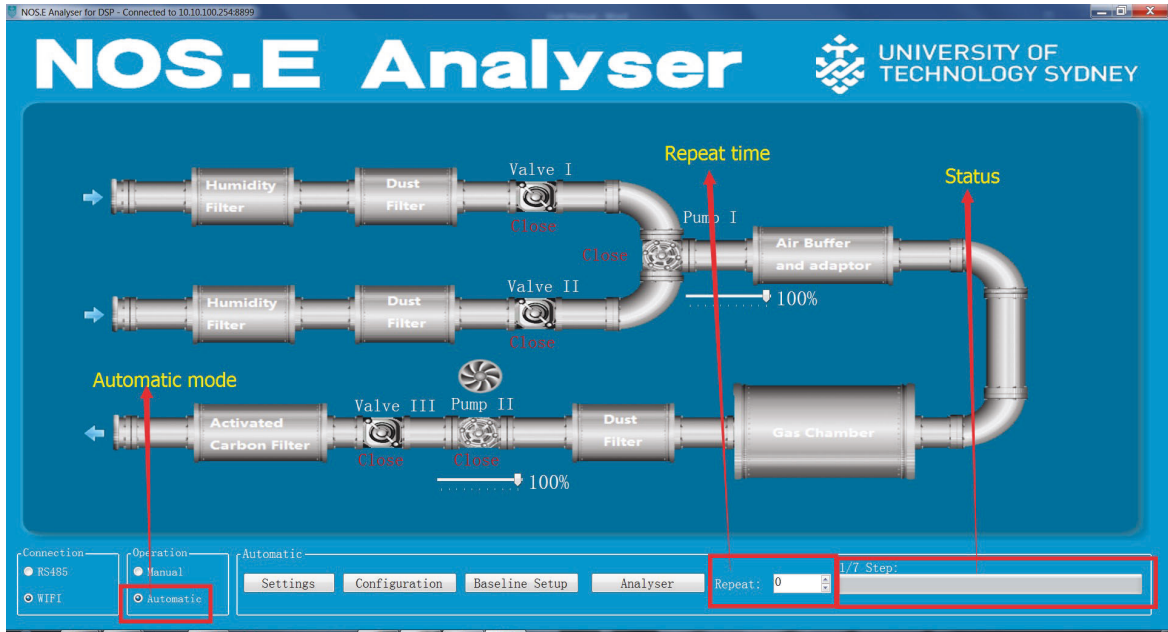 NOS.E Analyser for DSP - Connected to 10.10.100.254:8899
NOS.E Analyser
UNIVERSITY OF
TECHNOLOGY SYDNEY
Repeat time
Status
Valve I
Humidity
Filter
Dust
Filter
Close
Pump I
Close
Air Buffer
and adaptor
100%
Valve II
Humidity
Filter
Dust
Filter
Close
Automatic mode
Valve III
Pump II
Activated
Carbon Filter
Close
Close
Dust
Filter
Gas Chamber
100%
Connection
RS485
WIFI
Operation
Manual
Automatic
Automatic
Settings
Configuration
Baseline Setup
Analyser
Repeat:
0
1/7 Step: